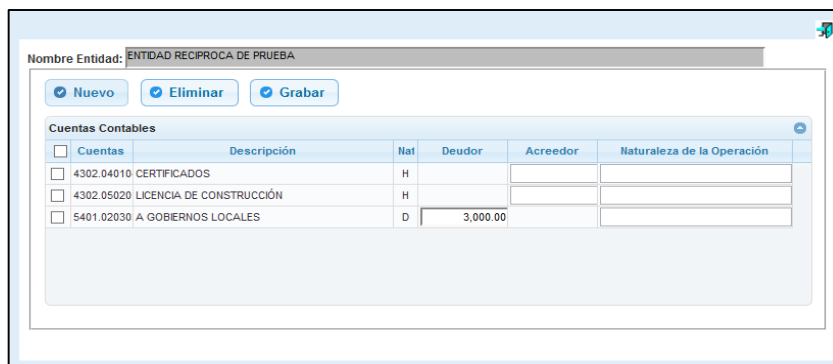 Nombre Entidad: ENTIDAD RECIPROCA DE PRUEBA
Nuevo Eliminar Grabar
Cuentas Contables
Cuentas Descripción Nat Deudor Acreedor Naturaleza de la Operación
4302.04010 CERTIFICADOS H
4302.05020 LICENCIA DE CONSTRUCCIÓN H
5401.02030 A GOBIERNOS LOCALES D 3,000.00